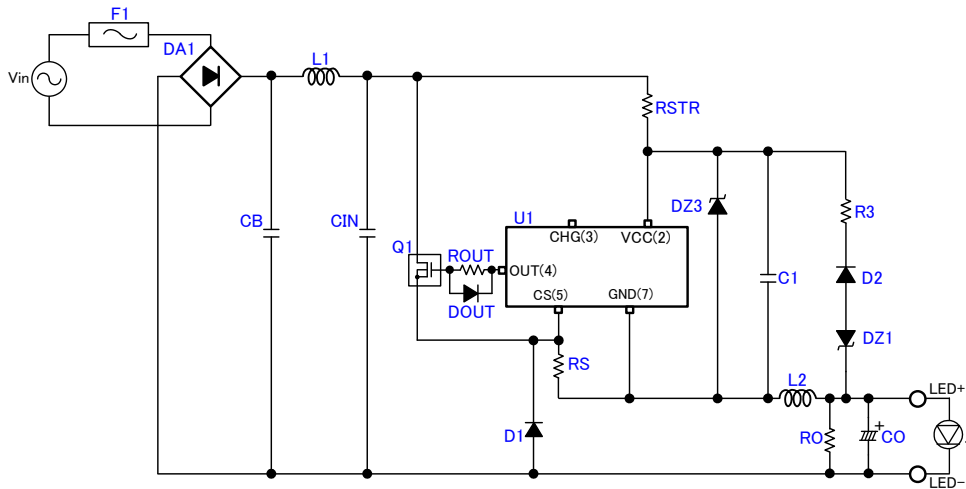 F1
DA1
Vin
L1
RSTR
CB
CIN
U1
CHG(3)
VCC(2)
DZ3
R3
Q1
ROUT
OUT(4)
DOUT
CS(5)
GND(7)
C1
D2
DZ1
RS
L2
LED+
D1
RO
CO
LED-